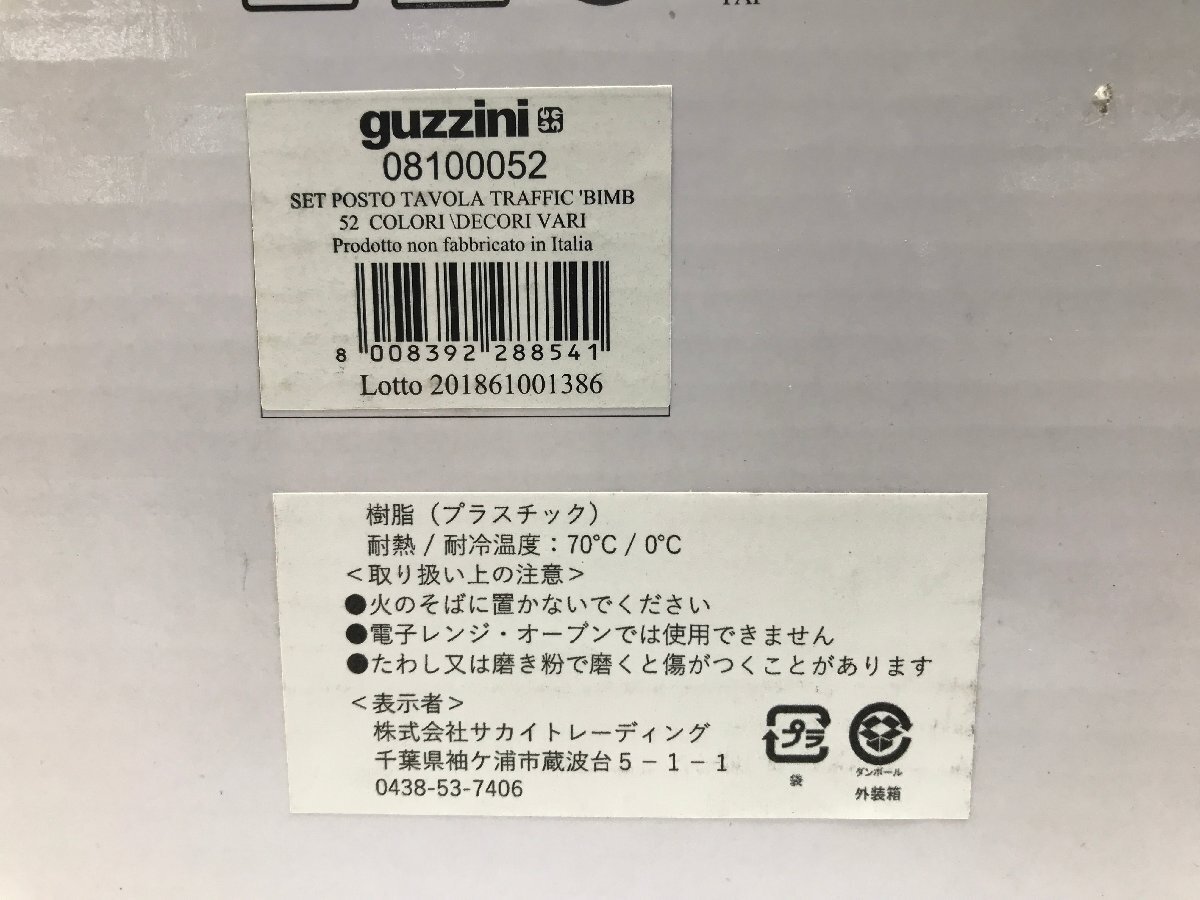 guzzini
08100052
SET POSTO TAVOLA TRAFFIC 'BIMB
52 COLORI \DECORI VARI
Prodotto non fabbricato in Italia
8 008392 288541
Lotto 201861001386
樹脂（プラスチック）
耐熱 / 耐冷温度：70℃ / 0℃
＜取り扱い上の注意＞
●火のそばに置かないでください
●電子レンジ・オーブンでは使用できません
●たわし又は磨き粉で磨くと傷がつくことがあります
＜表示者＞
株式会社サカイトレーディング
千葉県袖ケ浦市蔵波台５－１－１
0438-53-7406
プラ
袋
ダンボール
外装箱